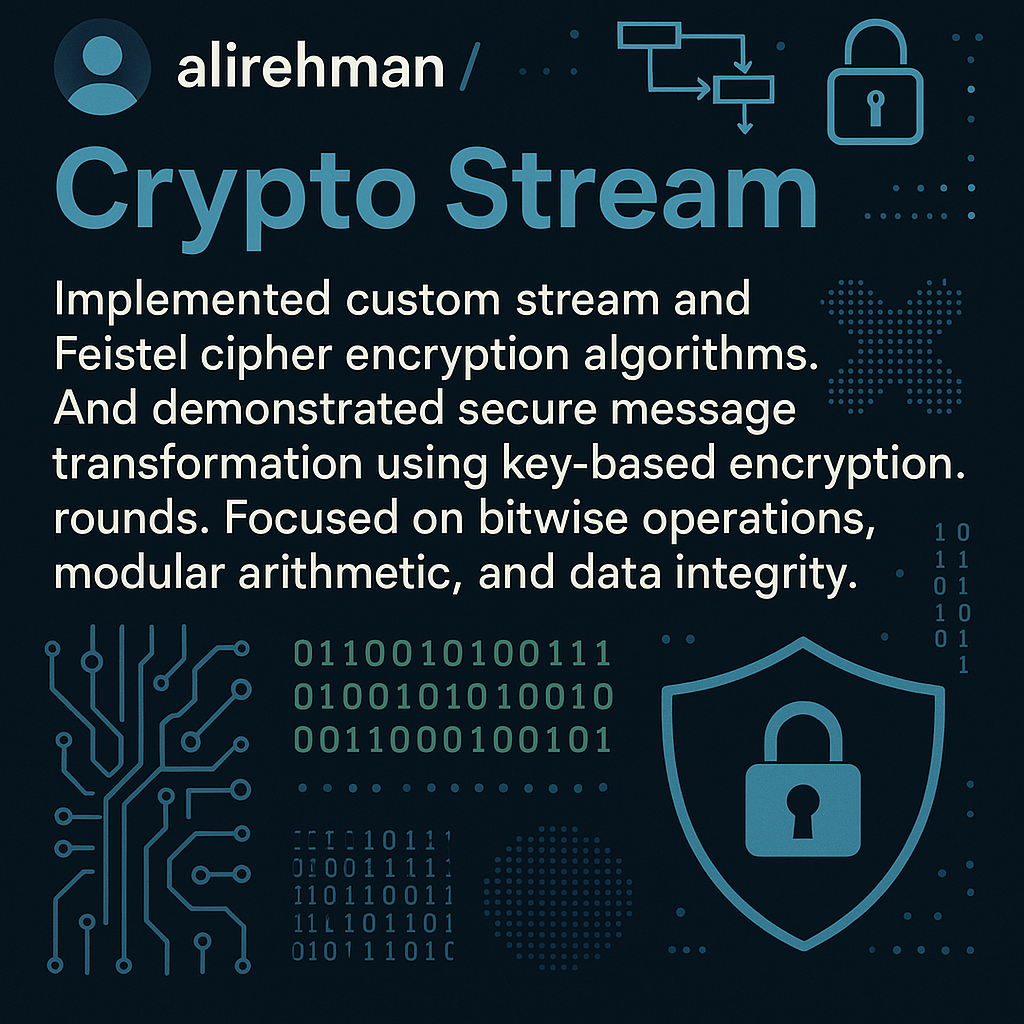 alirehman /
Crypto Stream
Implemented custom stream and
Feistel cipher encryption algorithms.
And demonstrated secure message
transformation using key-based encryption.
rounds. Focused on bitwise operations,
modular arithmetic, and data integrity.
1 0
1 1
0 1
1 0
0 1
1
0110010100111
0100101010010
0011000100101